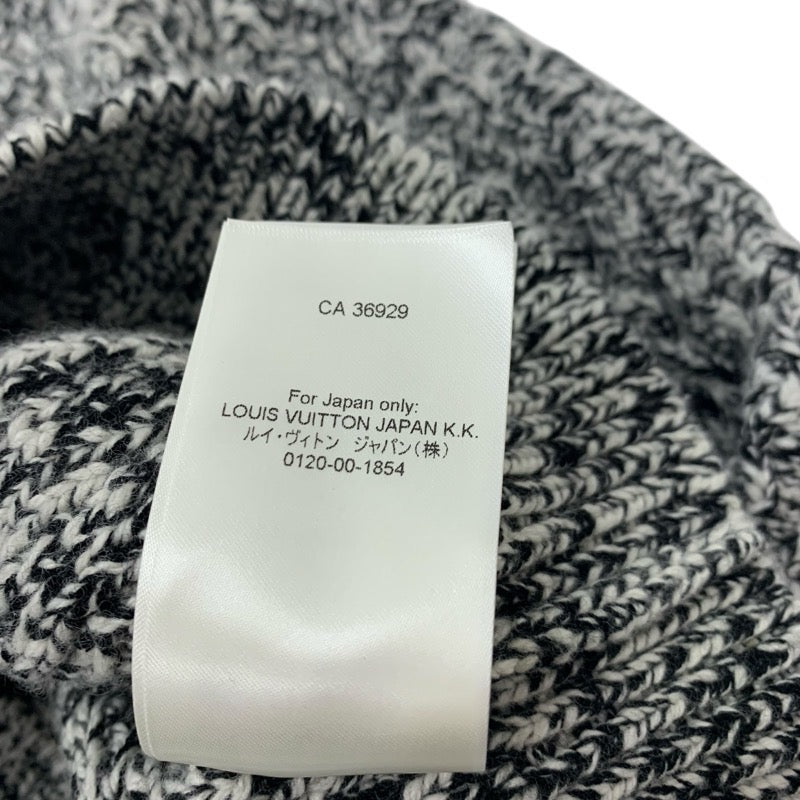 CA 36929
For Japan only:
LOUIS VUITTON JAPAN K.K.
ルイ・ヴィトン ジャパン(株)
0120-00-1854